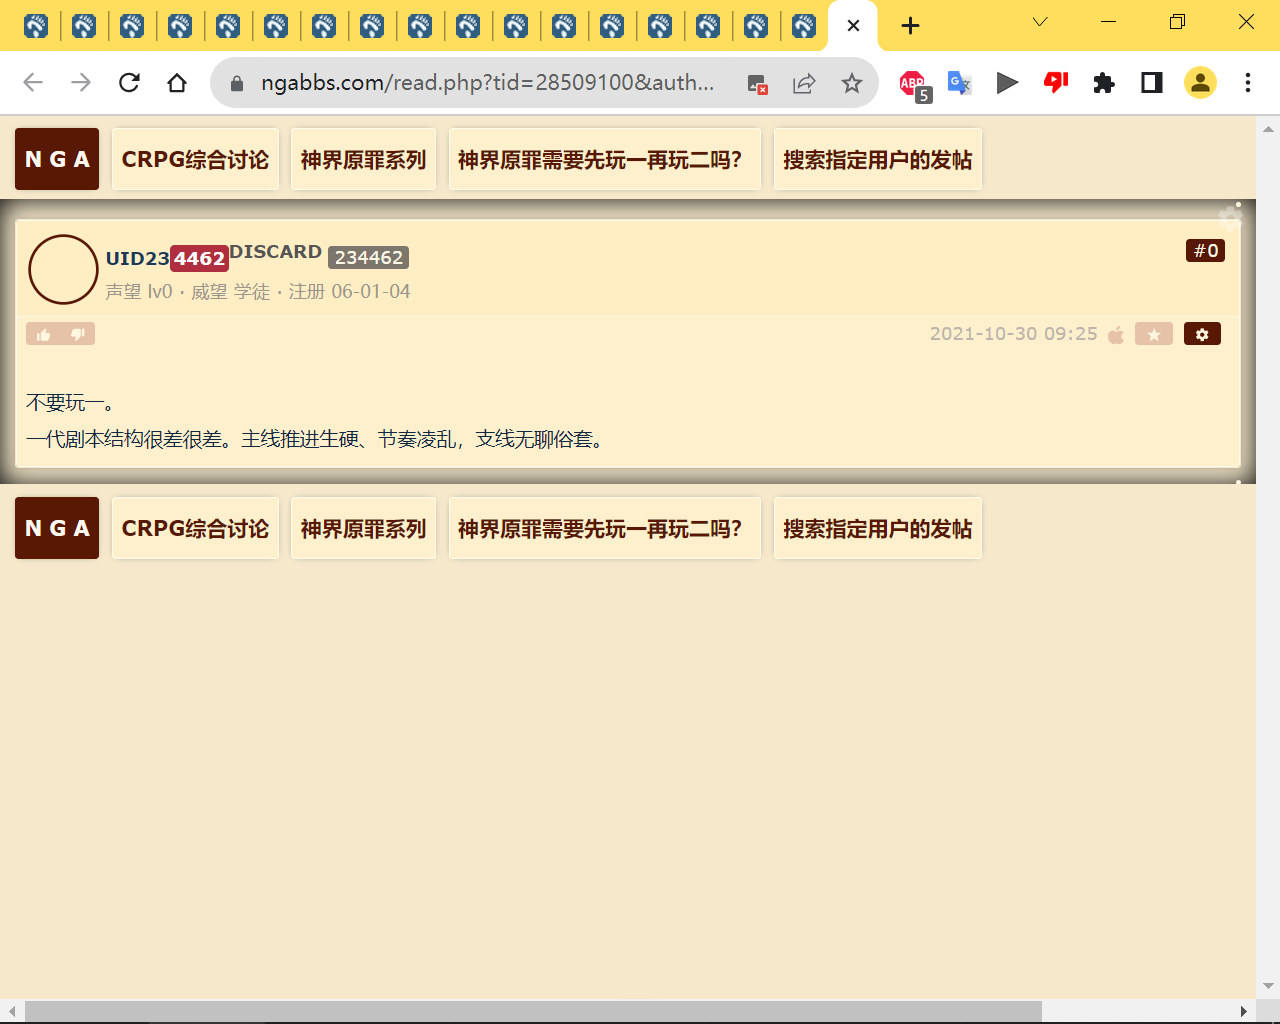 ngabbs.com/read.php?tid=28509100&auth...
ABP
5
G 文
N G A
CRPG综合讨论
神界原罪系列
神界原罪需要先玩一再玩二吗?
搜索指定用户的发帖
UID234462DISCARD 234462
#0
声望 lv0 · 威望 学徒 · 注册 06-01-04
2021-10-30 09:25
不要玩一。
一代剧本结构很差很差。主线推进生硬、节奏凌乱，支线无聊俗套。
N G A
CRPG综合讨论
神界原罪系列
神界原罪需要先玩一再玩二吗?
搜索指定用户的发帖